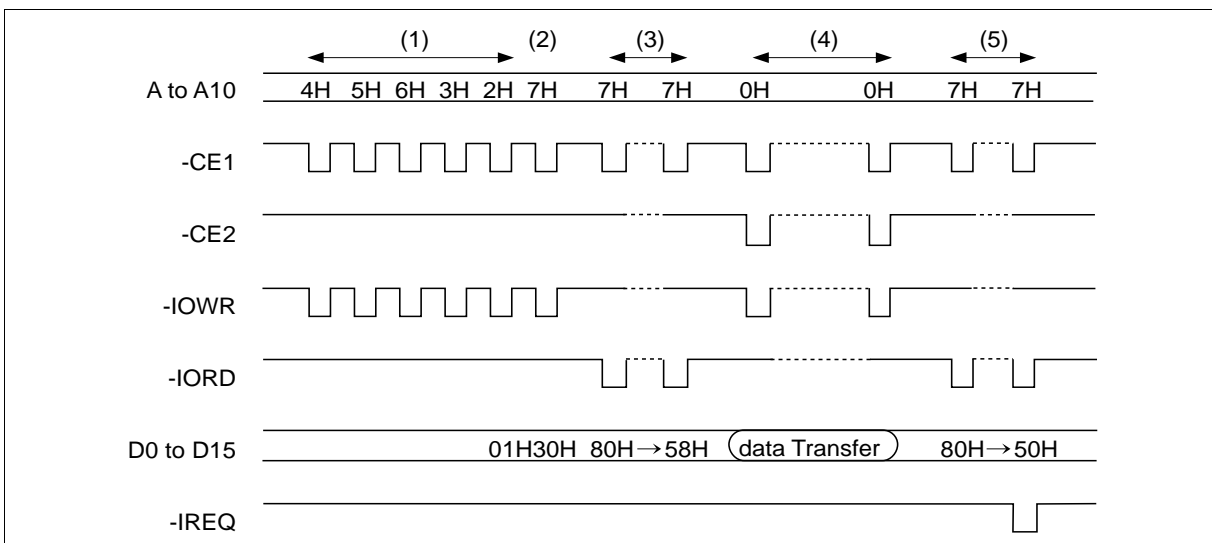 (1) (2) (3) (4) (5)
A to A10 4H 5H 6H 3H 2H 7H 7H 7H 0H 0H 7H 7H
-CE1
-CE2
-IOWR
-IORD
D0 to D15 01H30H 80H→58H data Transfer 80H→50H
-IREQ